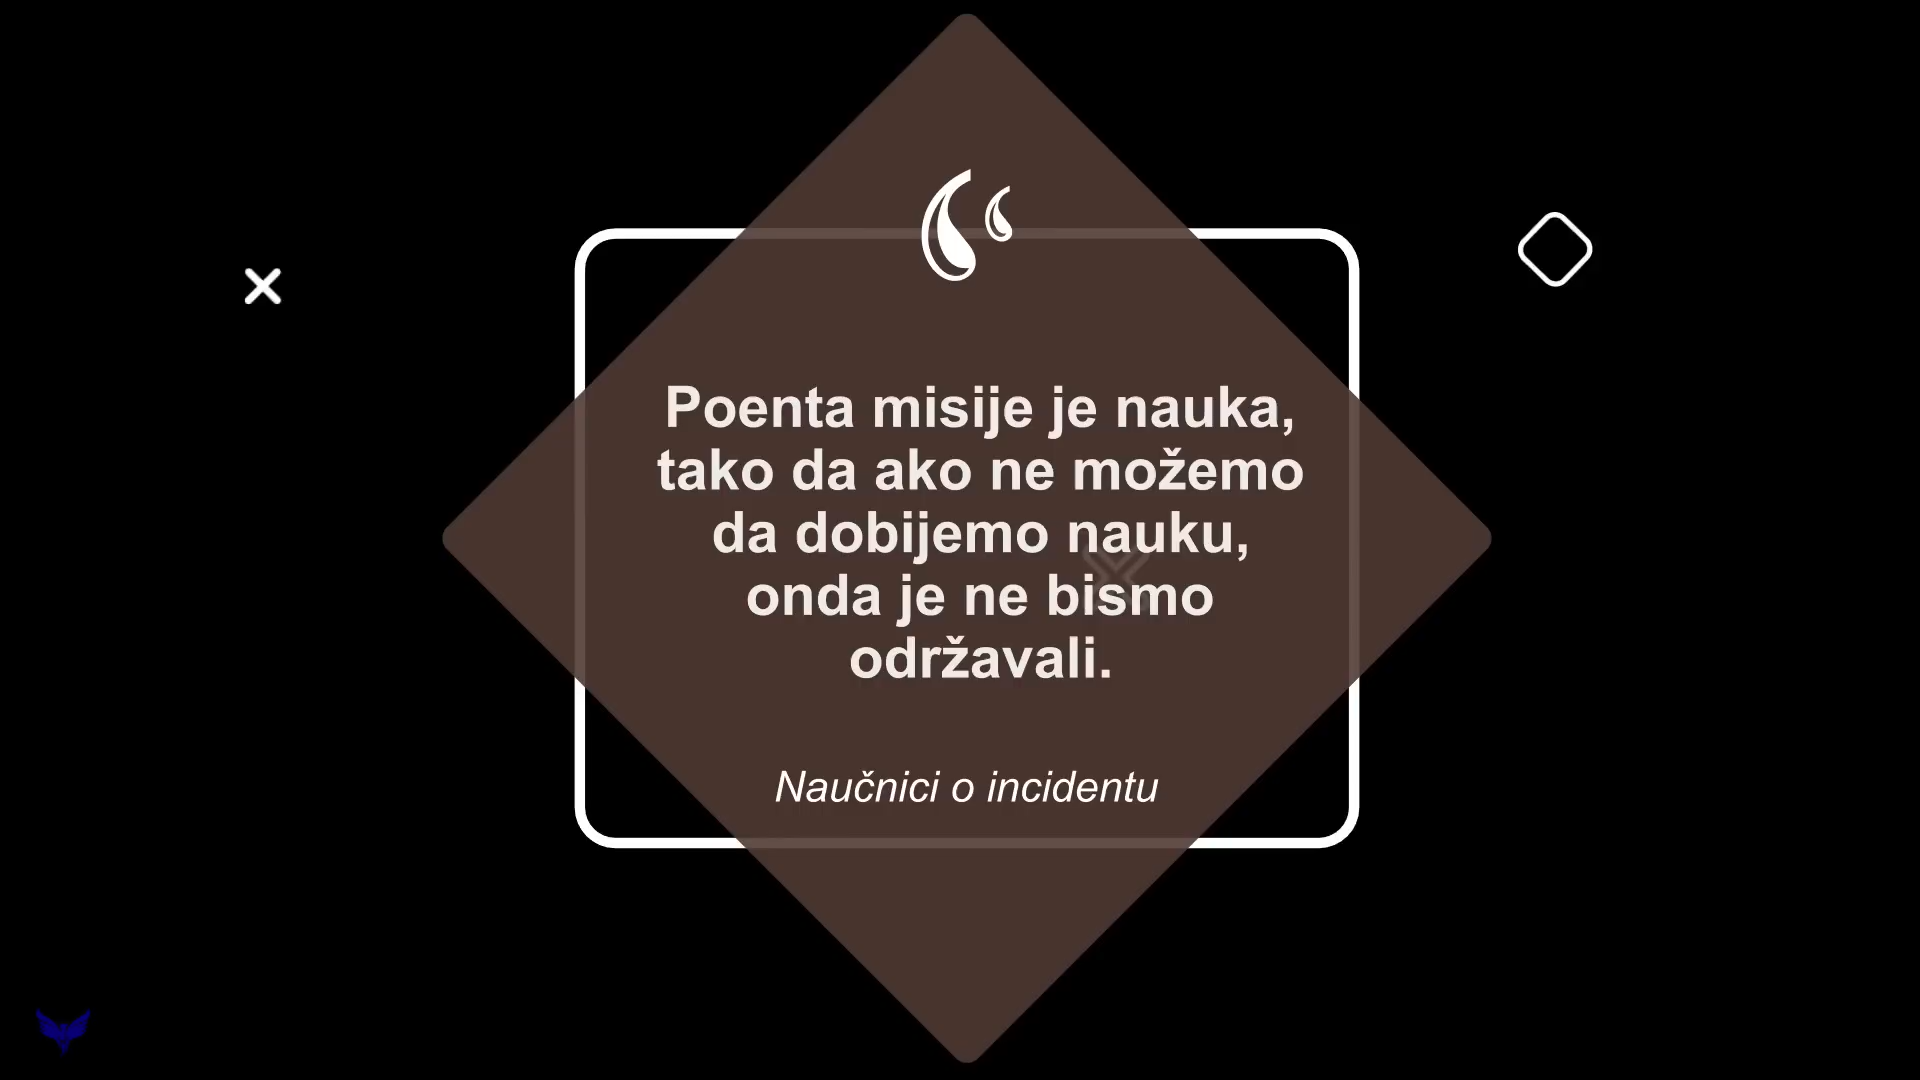 Poenta misije je nauka,
tako da ako ne možemo
da dobijemo nauku,
onda je ne bismo
održavali.
Naučnici o incidentu